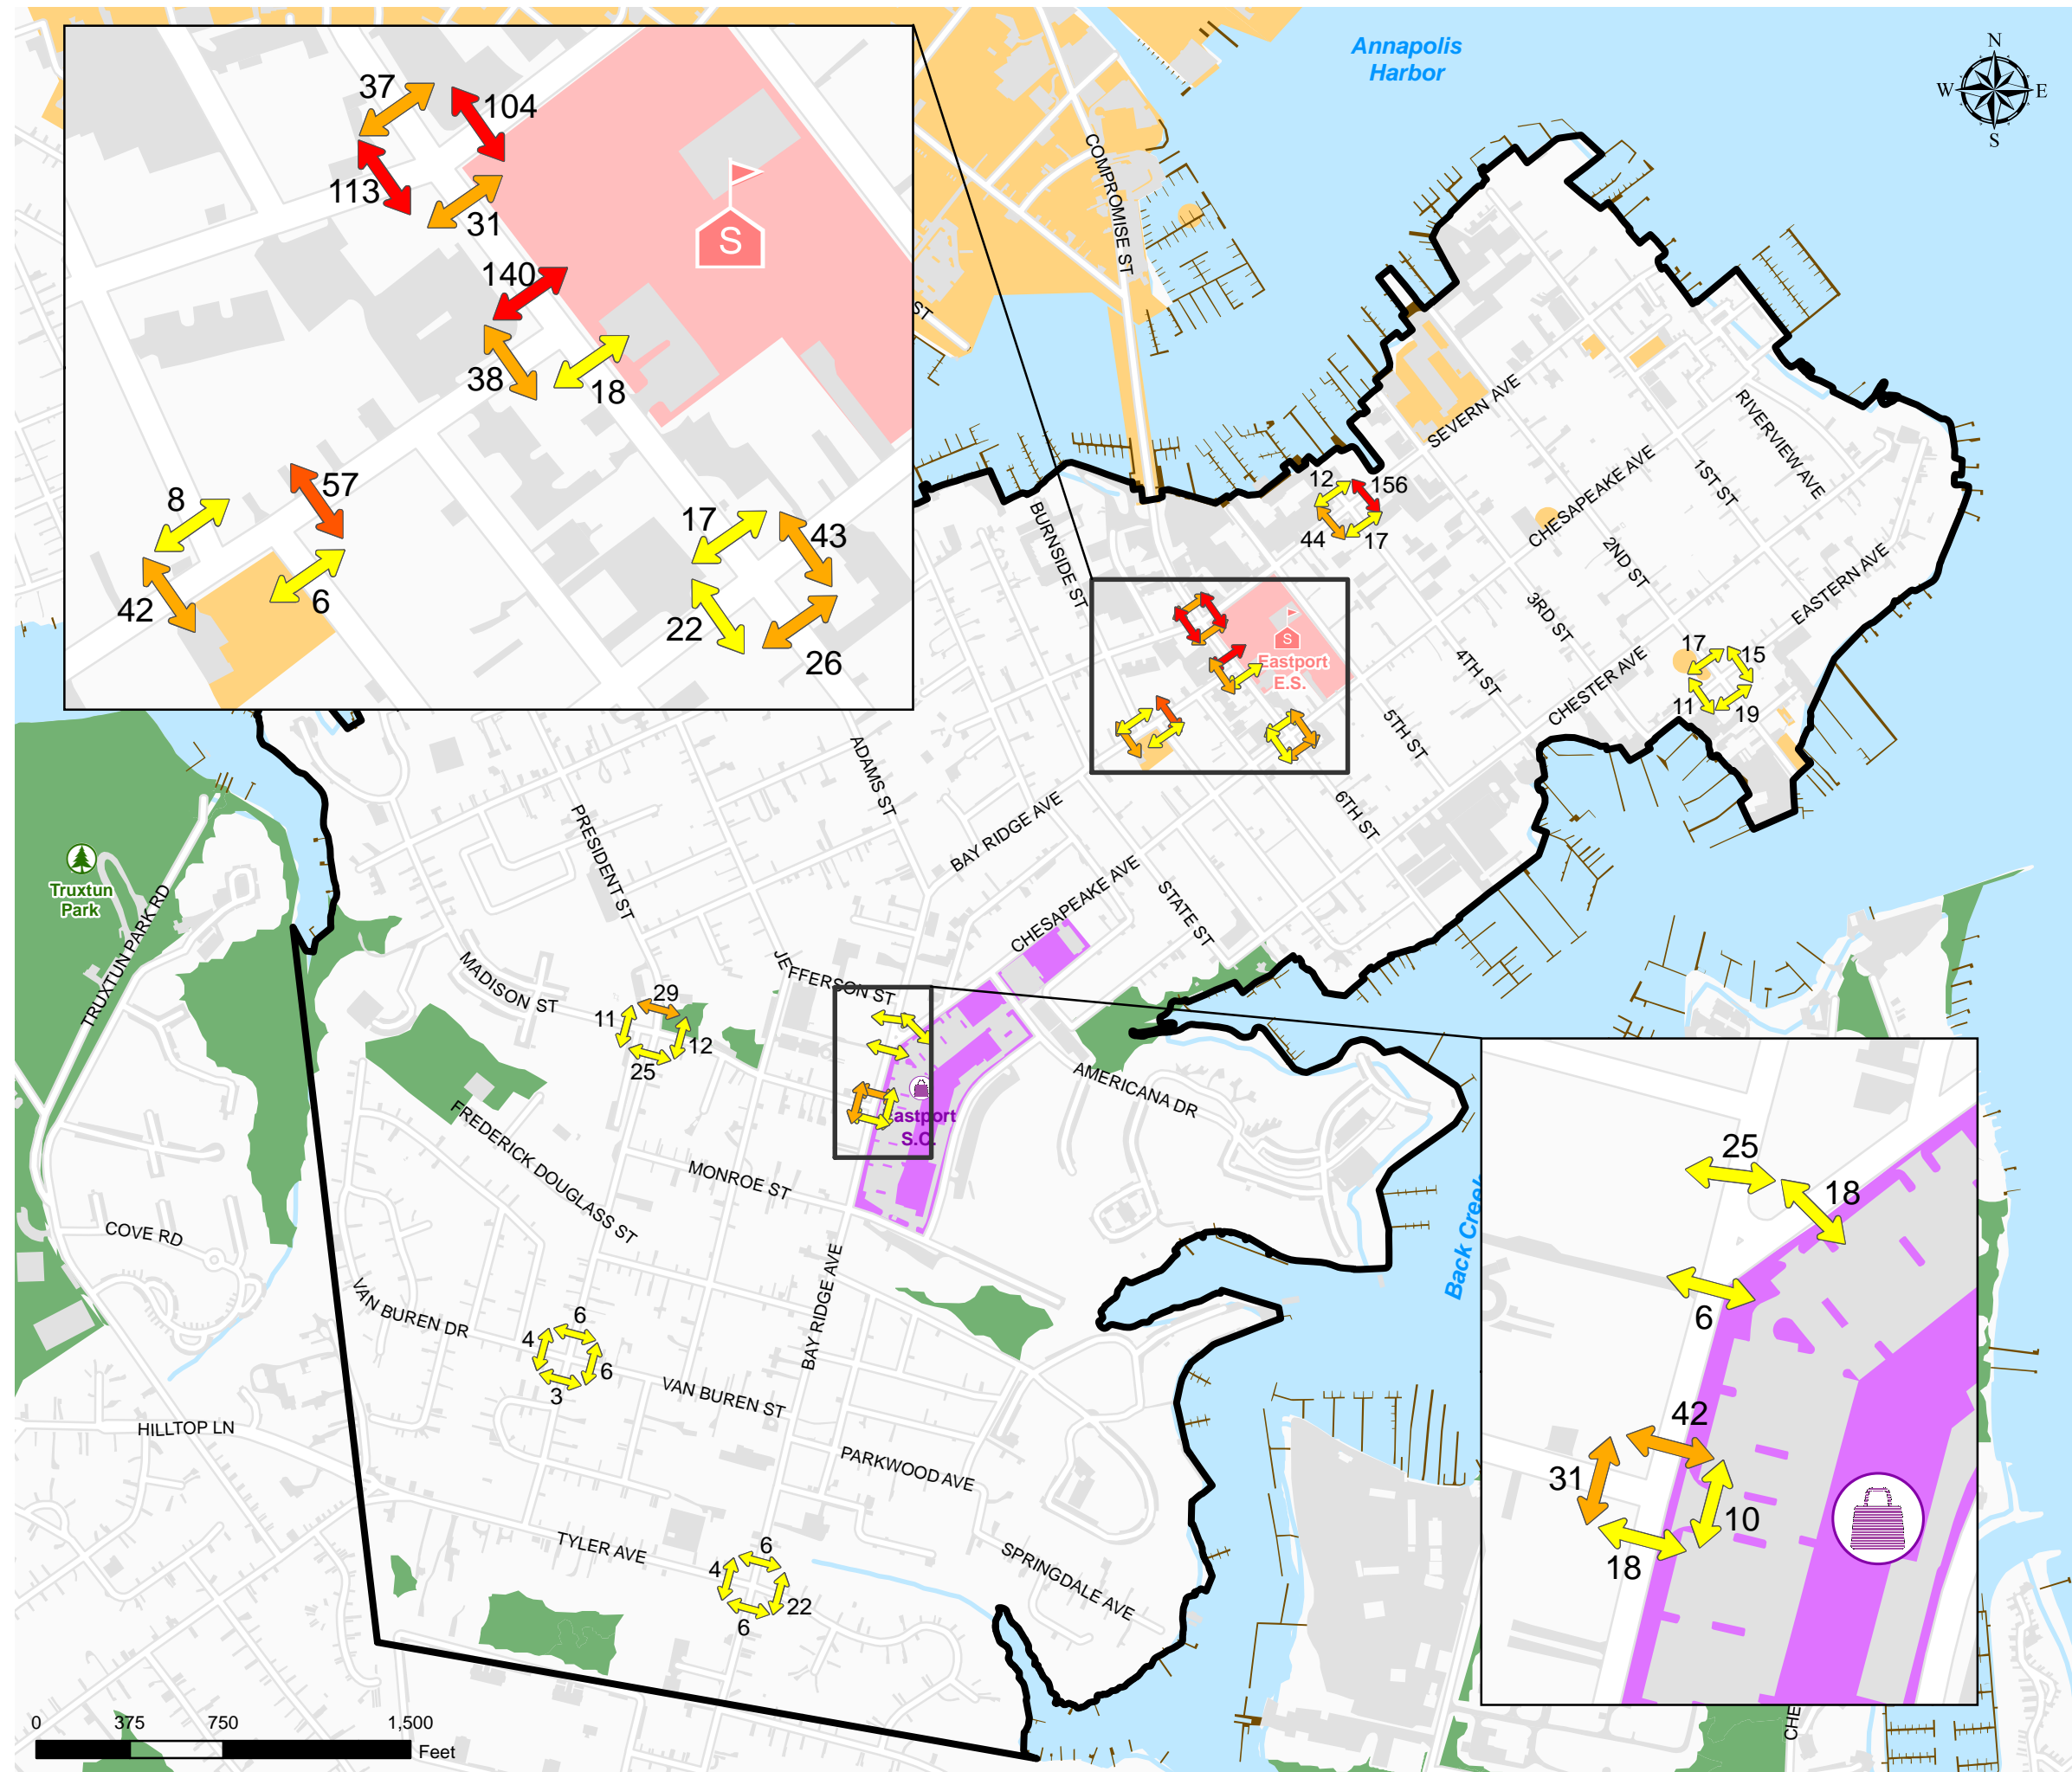 Annapolis
Harbor
N
W
E
S
37
104
113
31
S
140
38
18
8
57
42
6
17
43
22
26
COMPROMISE ST
ST
SEVERN AVE
RIVERVIEW AVE
CHESAPEAKE AVE
1ST ST
2ND ST
EASTERN AVE
3RD ST
4TH ST
CHESTER AVE
5TH ST
6TH ST
BURNSIDE ST
12
156
44
17
S
Eastport
E.S.
17
15
11
19
ADAMS ST
BAY RIDGE AVE
PRESIDENT ST
CHESAPEAKE AVE
STATE ST
Truxtun
Park
TRUXTUN PARK RD
MADISON ST
JEFFERSON ST
29
11
12
25
AMERICANA DR
astport
S.C.
FREDERICK DOUGLASS ST
MONROE ST
COVE RD
BAY RIDGE AVE
Back Creek
VAN BUREN DR
6
4
6
3
VAN BUREN ST
HILLTOP LN
PARKWOOD AVE
TYLER AVE
SPRINGDALE AVE
6
4
22
6
25
18
6
42
31
10
18
CHE
0
375
750
1,500
Feet